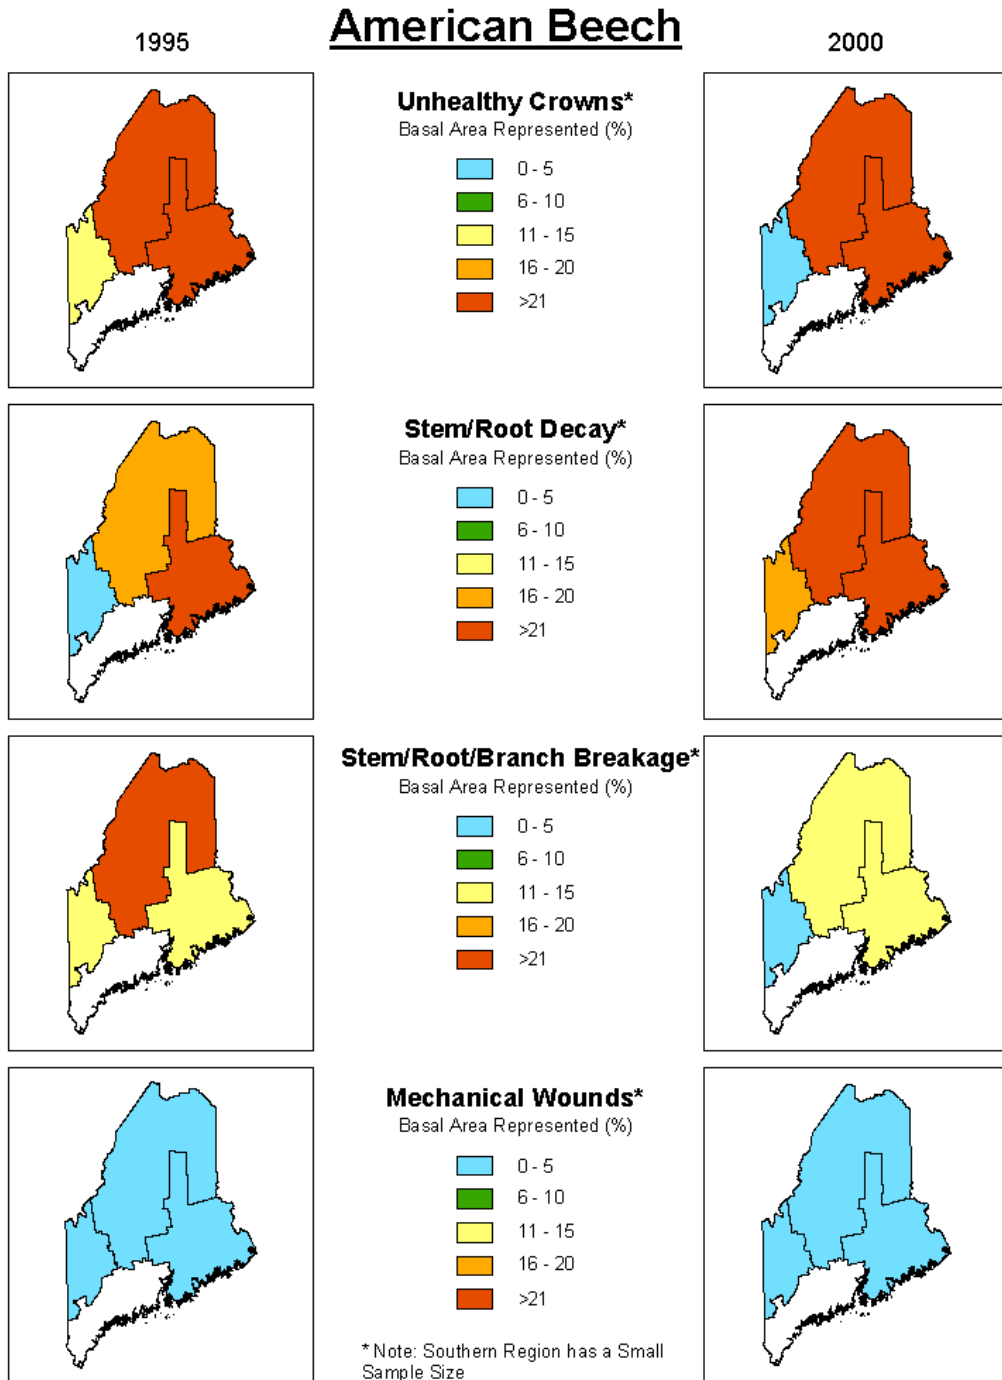 American Beech
1995
2000
Unhealthy Crowns*
Basal Area Represented (%)
0 - 5
6 - 10
11 - 15
16 - 20
>21
Stem/Root Decay*
Basal Area Represented (%)
0 - 5
6 - 10
11 - 15
16 - 20
>21
Stem/Root/Branch Breakage*
Basal Area Represented (%)
0 - 5
6 - 10
11 - 15
16 - 20
>21
Mechanical Wounds*
Basal Area Represented (%)
0 - 5
6 - 10
11 - 15
16 - 20
>21
* Note: Southern Region has a Small
Sample Size